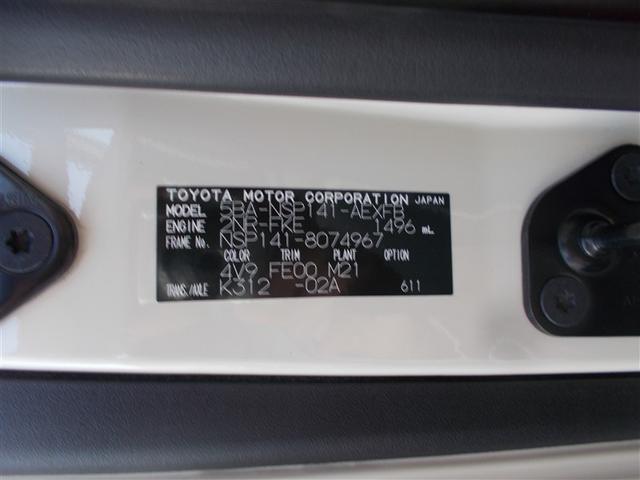 TOYOTA MOTOR CORPORATION JAPAN
MODEL 5BA-NSP141-AEXFB
ENGINE 2NR-FKE 1496 mL
FRAME No. NSP141-8074967
COLOR TRIM PLANT OPTION
4V9 FE00 M21
TRANS./AXLE K312 -02A 611